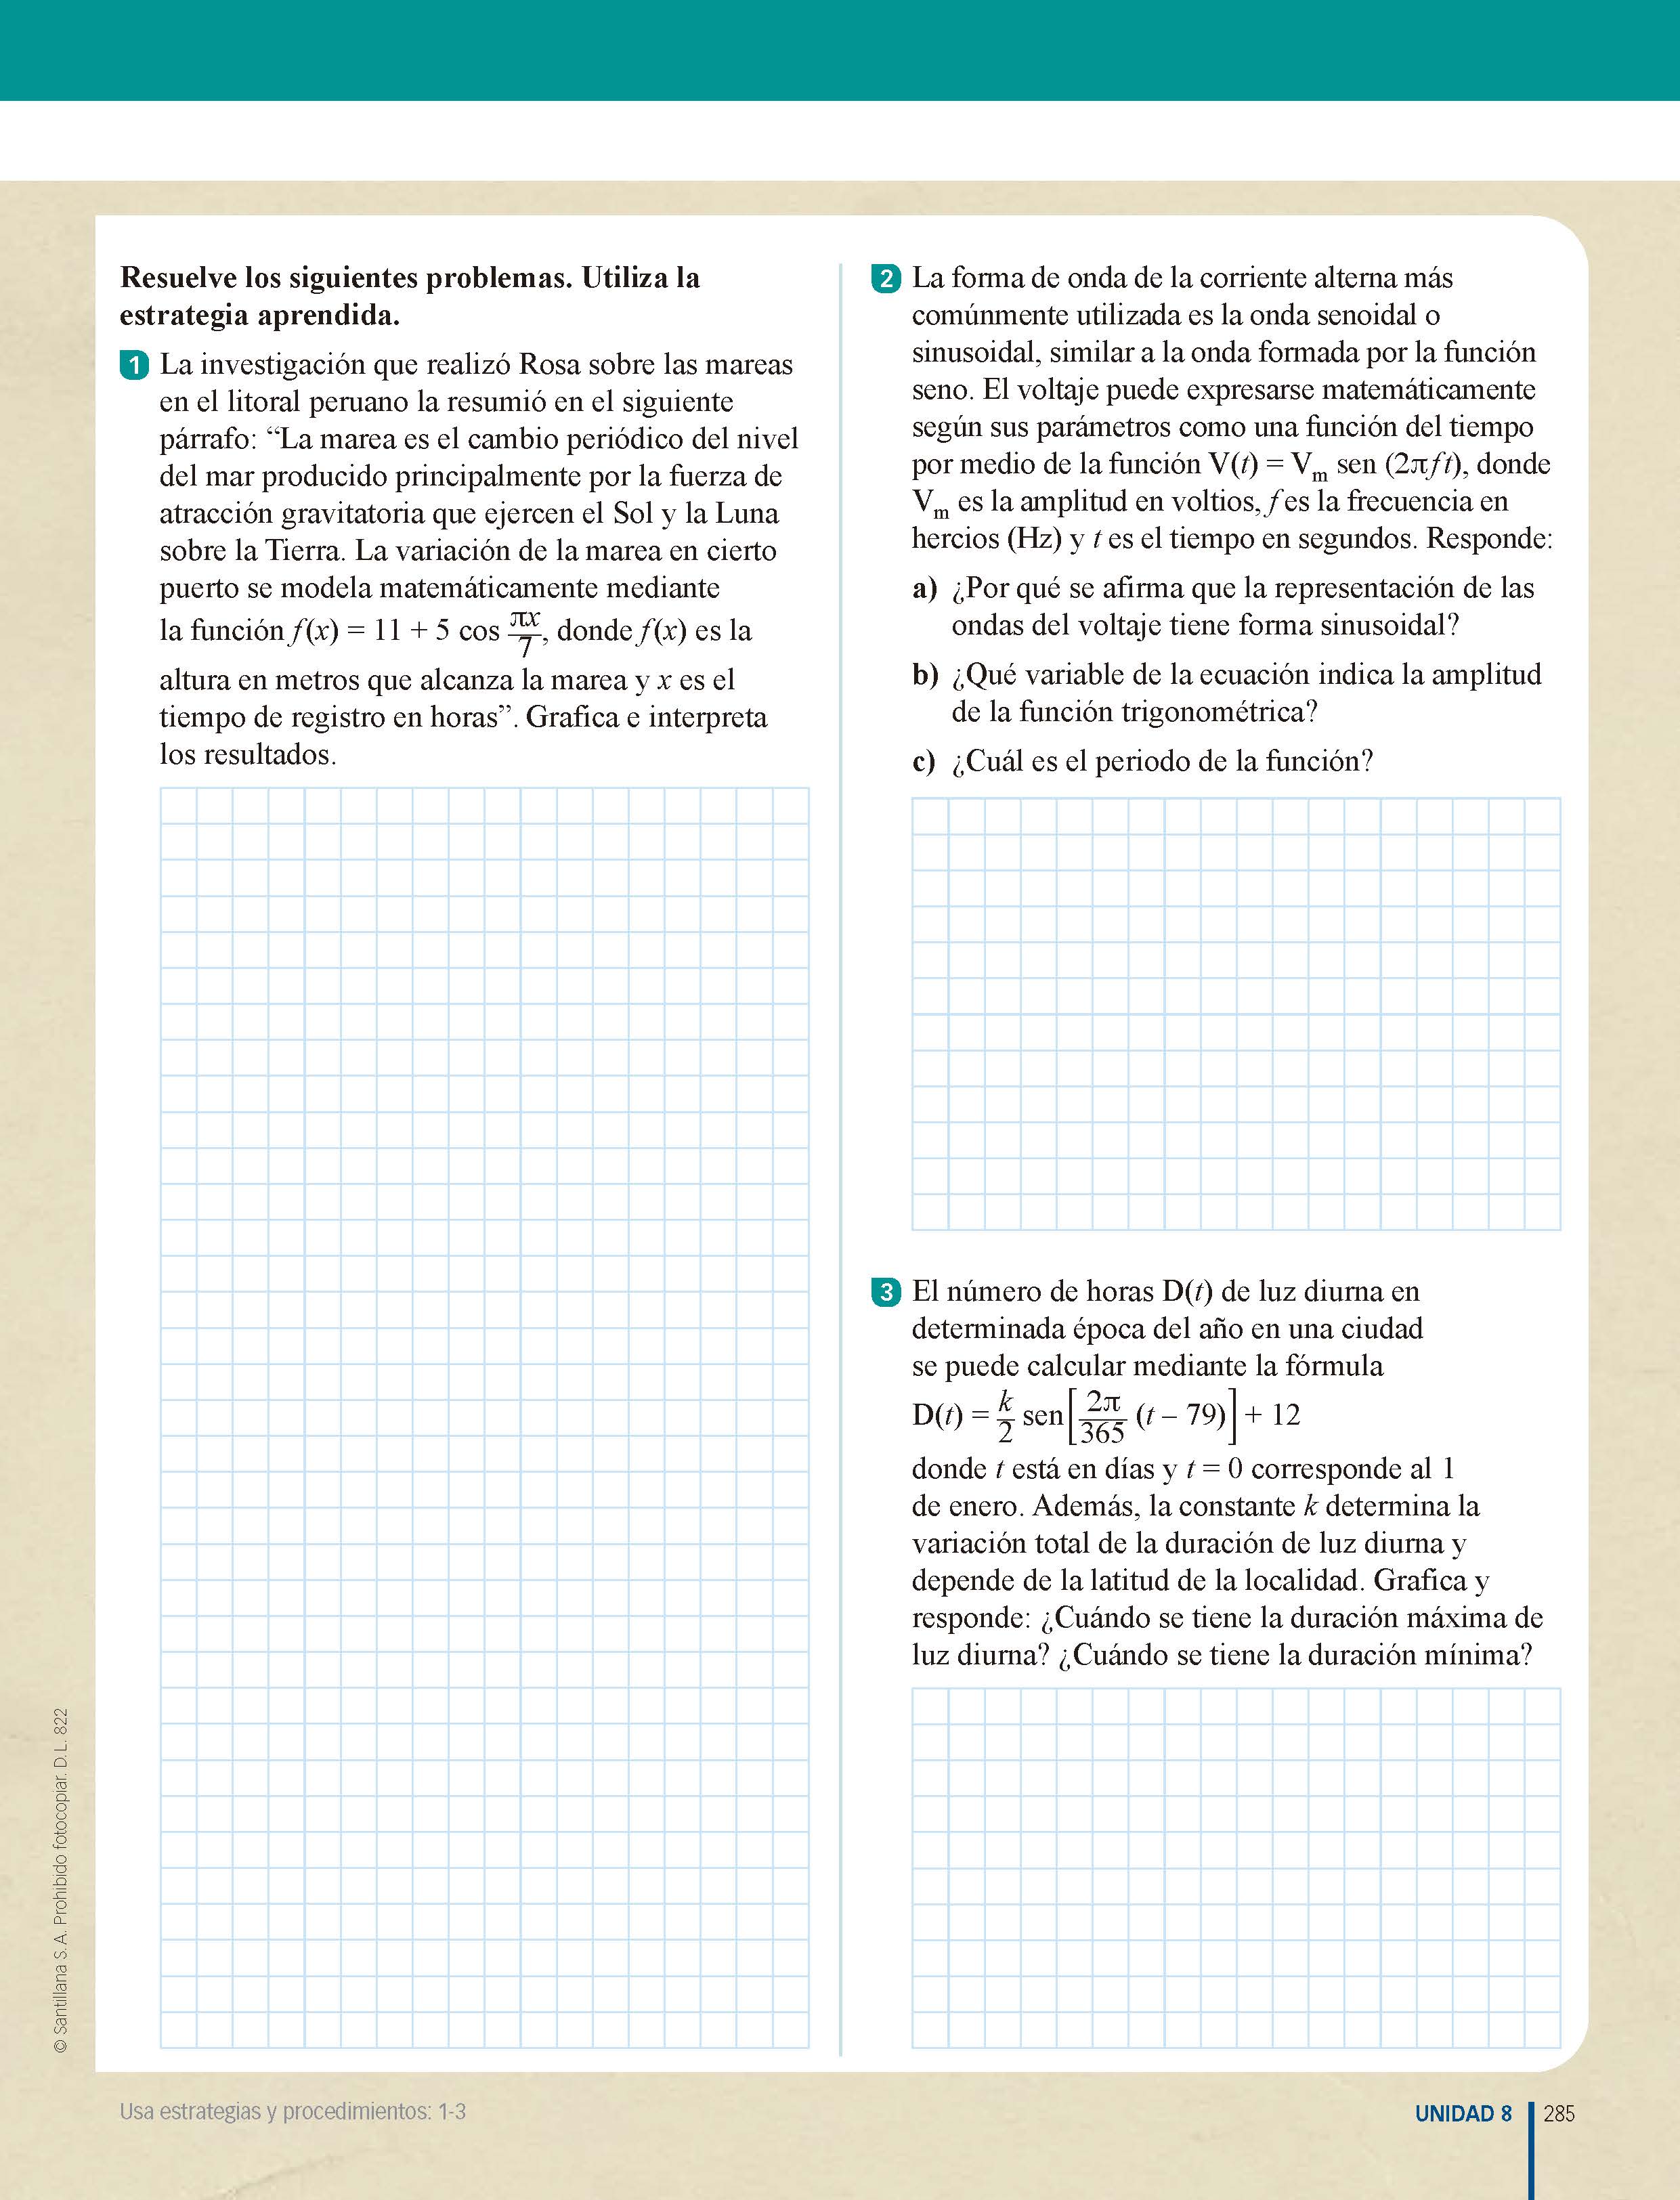 Resuelve los siguientes problemas. Utiliza la
estrategia aprendida.
1 La investigación que realizó Rosa sobre las mareas
en el litoral peruano la resumió en el siguiente
párrafo: “La marea es el cambio periódico del nivel
del mar producido principalmente por la fuerza de
atracción gravitatoria que ejercen el Sol y la Luna
sobre la Tierra. La variación de la marea en cierto
puerto se modela matemáticamente mediante
la función f(x) = 11 + 5 cos πx/7, donde f(x) es la
altura en metros que alcanza la marea y x es el
tiempo de registro en horas”. Grafica e interpreta
los resultados.
2 La forma de onda de la corriente alterna más
comúnmente utilizada es la onda senoidal o
sinusoidal, similar a la onda formada por la función
seno. El voltaje puede expresarse matemáticamente
según sus parámetros como una función del tiempo
por medio de la función V(t) = Vm sen (2πft), donde
Vm es la amplitud en voltios, f es la frecuencia en
hercios (Hz) y t es el tiempo en segundos. Responde:
a) ¿Por qué se afirma que la representación de las
ondas del voltaje tiene forma sinusoidal?
b) ¿Qué variable de la ecuación indica la amplitud
de la función trigonométrica?
c) ¿Cuál es el periodo de la función?
3 El número de horas D(t) de luz diurna en
determinada época del año en una ciudad
se puede calcular mediante la fórmula
D(t) = k/2 sen[2π/365 (t – 79)] + 12
donde t está en días y t = 0 corresponde al 1
de enero. Además, la constante k determina la
variación total de la duración de luz diurna y
depende de la latitud de la localidad. Grafica y
responde: ¿Cuándo se tiene la duración máxima de
luz diurna? ¿Cuándo se tiene la duración mínima?
© Santillana S. A. Prohibido fotocopiar. D. L. 822
Usa estrategias y procedimientos: 1-3
UNIDAD 8 285